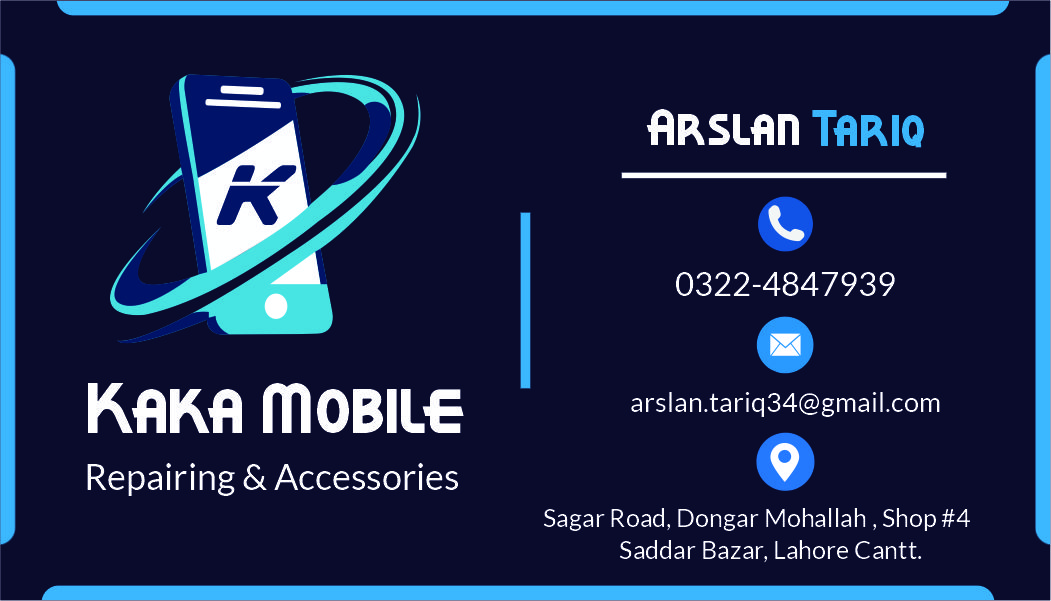 K
KAKA MOBILE
Repairing & Accessories
ARSLAN TARIQ
0322-4847939
arslan.tariq34@gmail.com
Sagar Road, Dongar Mohallah , Shop #4
Saddar Bazar, Lahore Cantt.